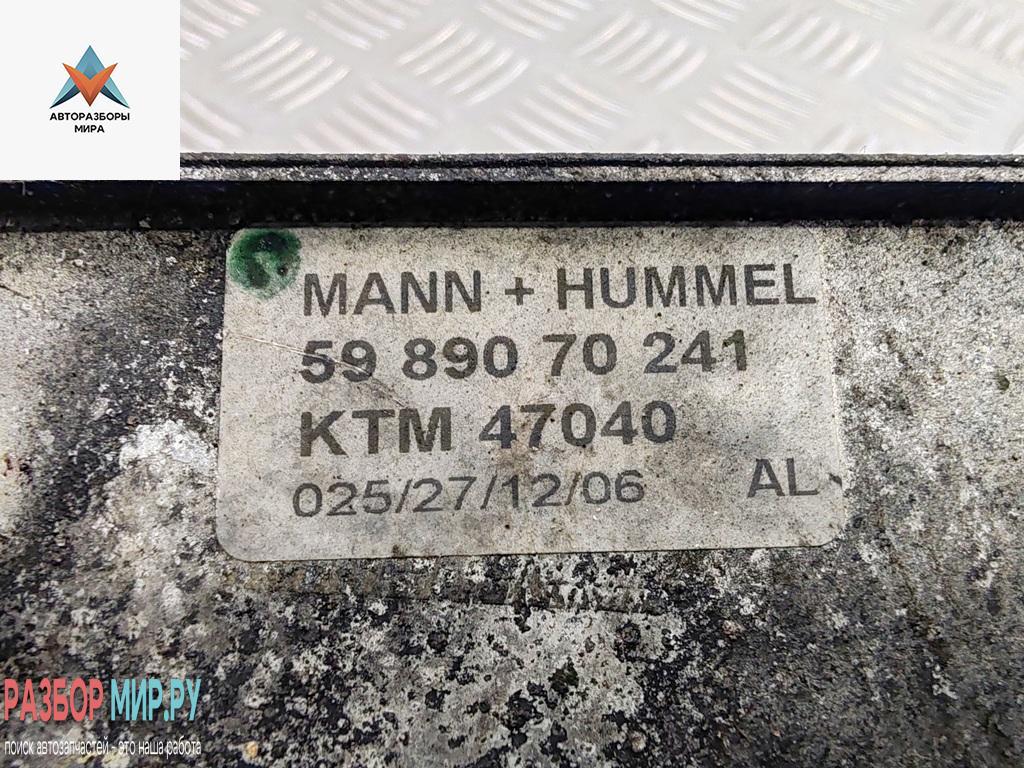 АВТОРАЗБОРЫ
МИРА
MANN + HUMMEL
59 890 70 241
KTM 47040
025/27/12/06 AL
РАЗБОР МИР.РУ
поиск автозапчастей - это наша работа